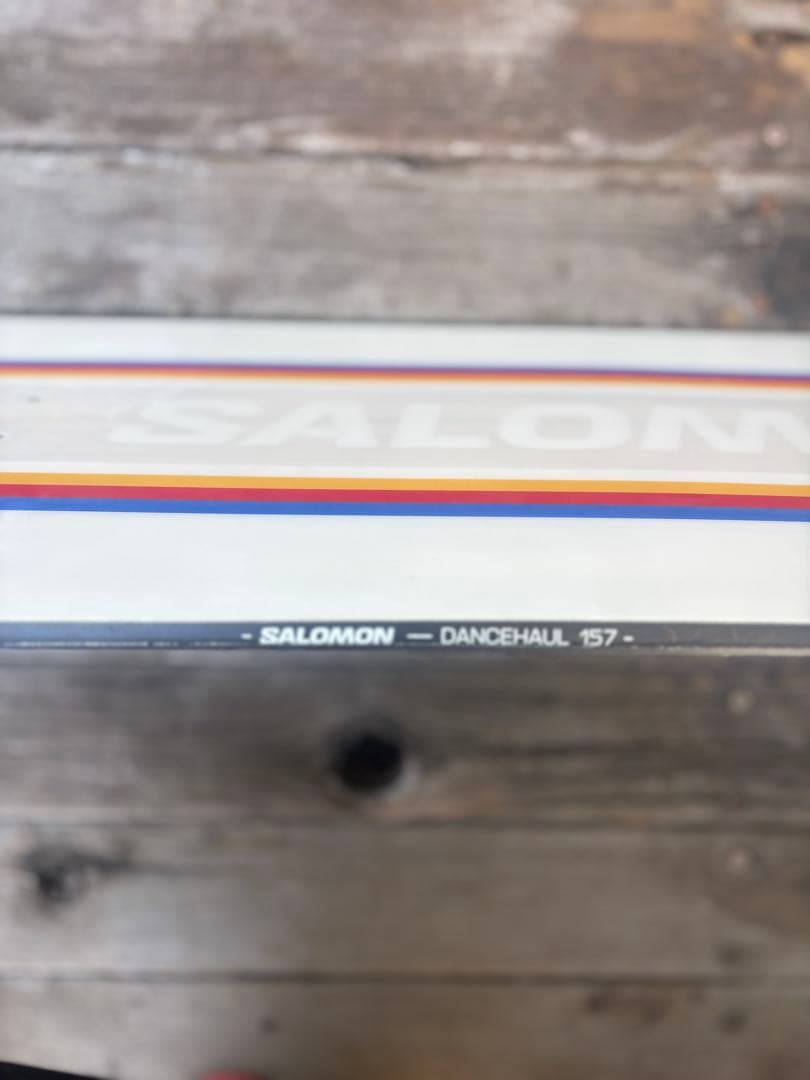 SALOM
- SALOMON — DANCEHAUL 157 -